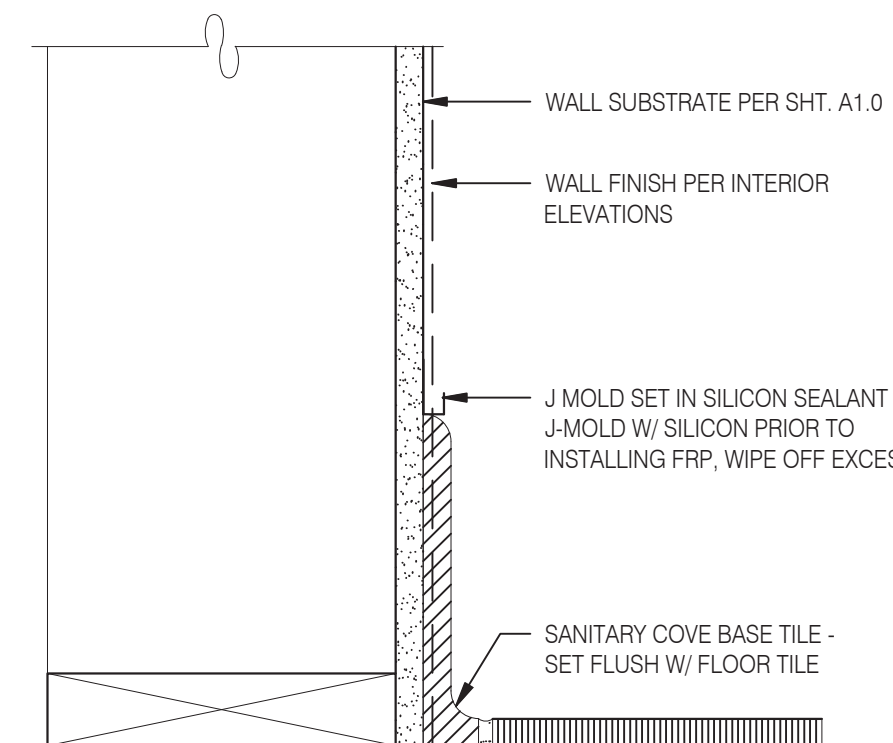 WALL SUBSTRATE PER SHT. A1.0
WALL FINISH PER INTERIOR
ELEVATIONS
J MOLD SET IN SILICON SEALANT
J-MOLD W/ SILICON PRIOR TO
INSTALLING FRP, WIPE OFF
SANITARY COVE BASE TILE -
SET FLUSH W/ FLOOR TILE